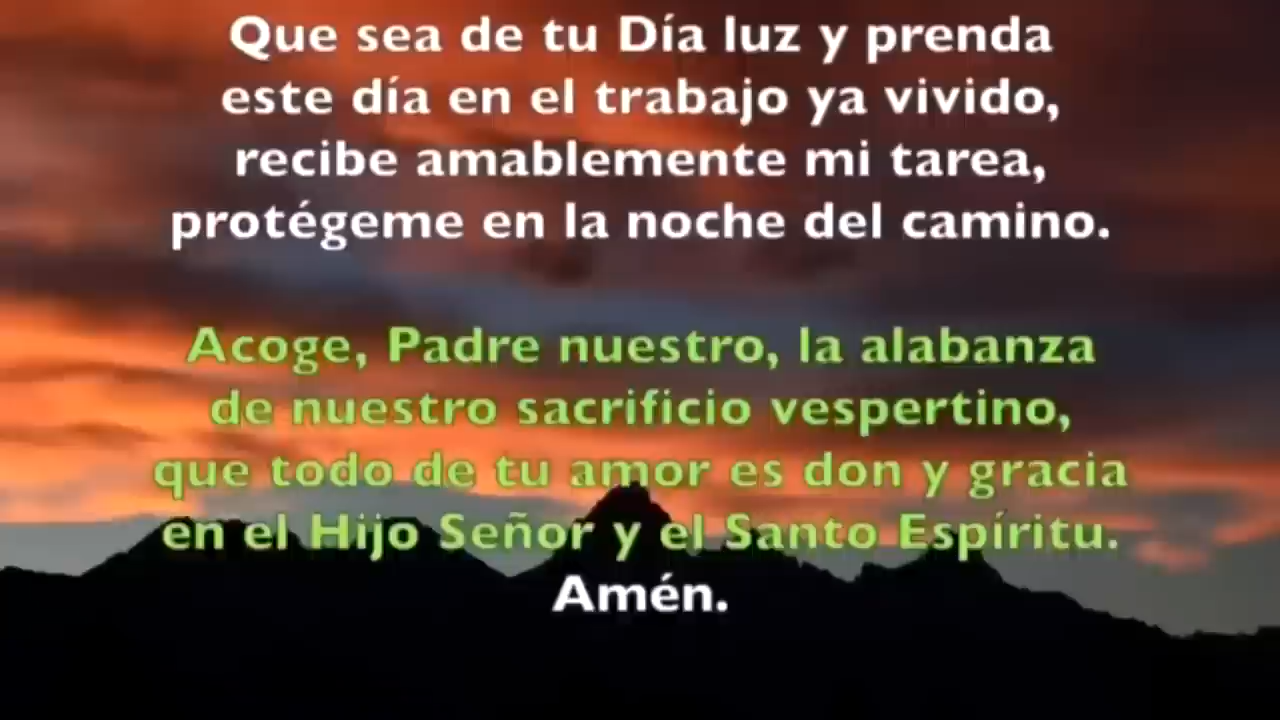 Que sea de tu Día luz y prenda
este día en el trabajo ya vivido,
recibe amablemente mi tarea,
protégeme en la noche del camino.
Acoge, Padre nuestro, la alabanza
de nuestro sacrificio vespertino,
que todo de tu amor es don y gracia
en el Hijo Señor y el Santo Espíritu.
Amén.